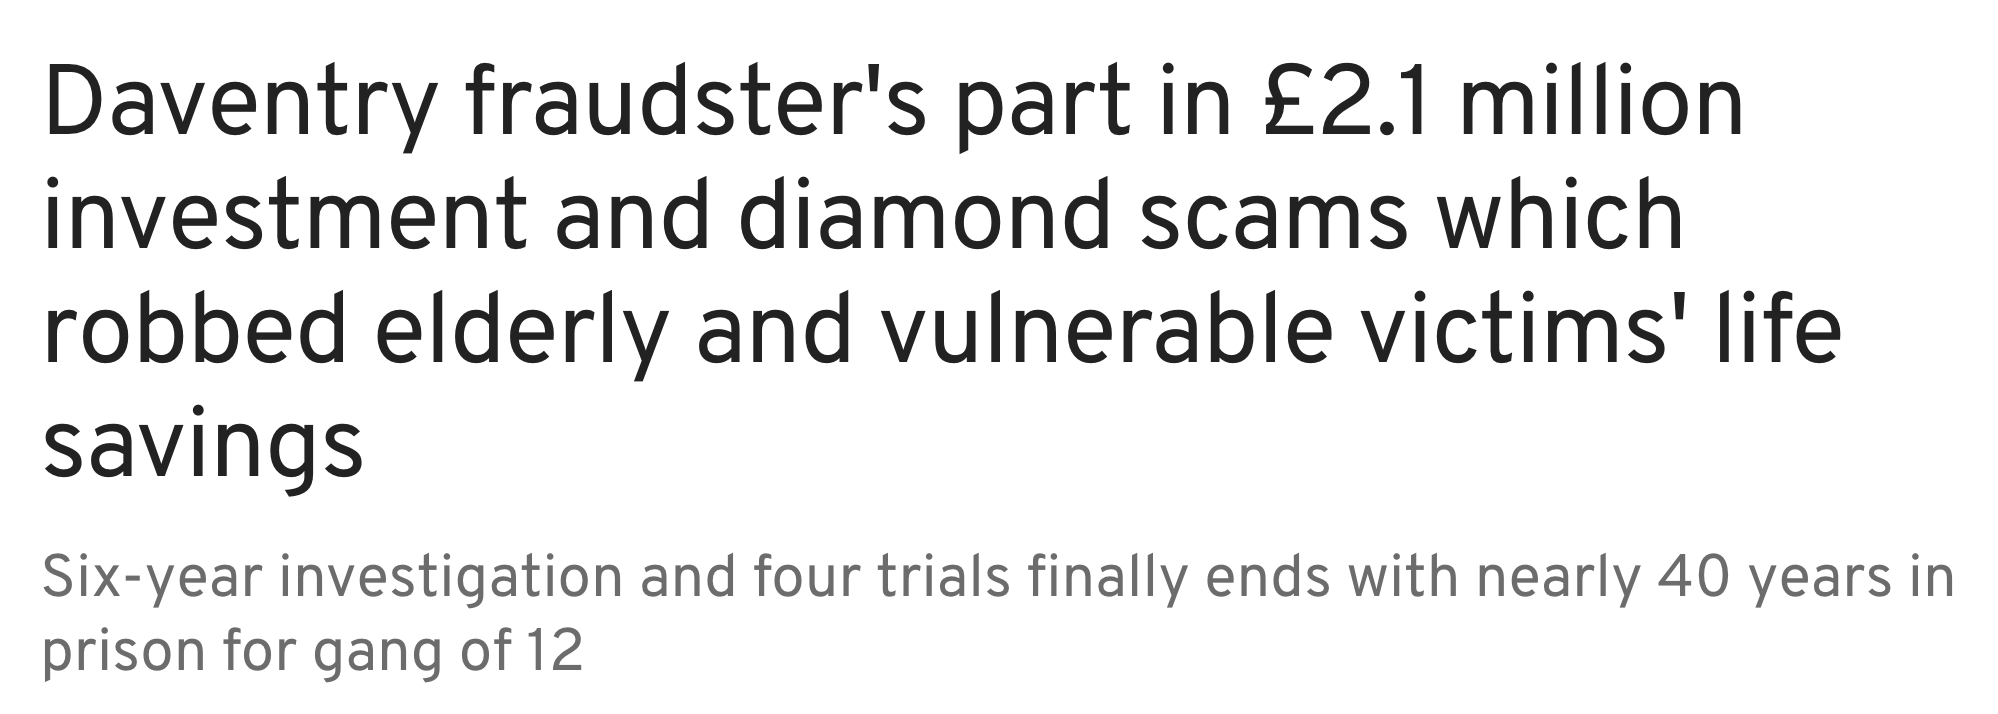 Daventry fraudster's part in £2.1 million
investment and diamond scams which
robbed elderly and vulnerable victims' life
savings
Six-year investigation and four trials finally ends with nearly 40 years in
prison for gang of 12